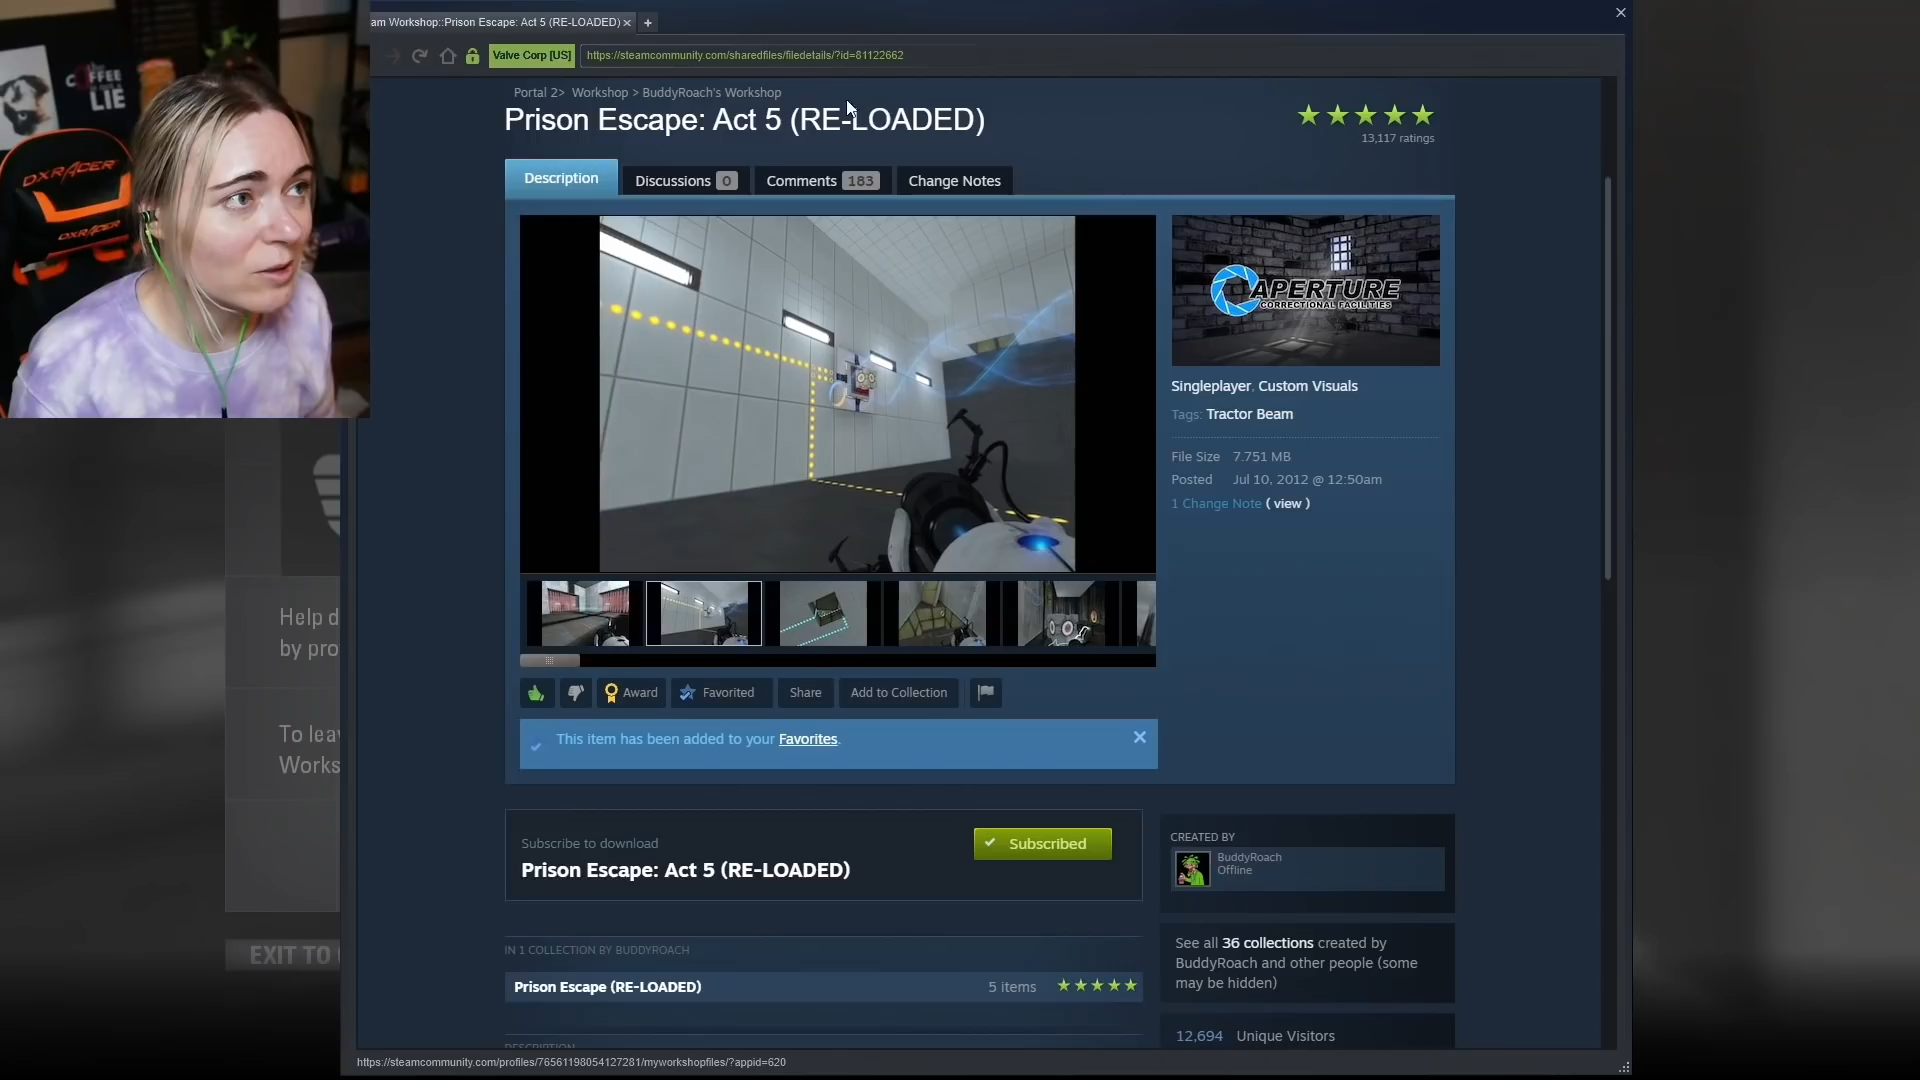 am Workshop::Prison Escape: Act 5 (RE-LOADED)
Valve Corp [US]
https://steamcommunity.com/sharedfiles/filedetails/?id=81122662
Portal 2 > Workshop > BuddyRoach's Workshop
Prison Escape: Act 5 (RE-LOADED)
13,117 ratings
Description
Discussions 0
Comments 183
Change Notes
APERTURE
CORRECTIONAL FACILITIES
Singleplayer, Custom Visuals
Tags: Tractor Beam
File Size 7.751 MB
Posted Jul 10, 2012 @ 12:50am
1 Change Note ( view )
Award
Favorited
Share
Add to Collection
This item has been added to your Favorites.
Subscribe to download
Prison Escape: Act 5 (RE-LOADED)
Subscribed
CREATED BY
BuddyRoach
Offline
IN 1 COLLECTION BY BUDDYROACH
Prison Escape (RE-LOADED)
5 items
See all 36 collections created by
BuddyRoach and other people (some
may be hidden)
12,694 Unique Visitors
DESCRIPTION
https://steamcommunity.com/profiles/76561198054127281/myworkshopfiles/?appid=620
Help d
by pro
To lea
Works
EXIT TO
THE
COFFEE
IS A
LIE
DXRACER
DXRACER